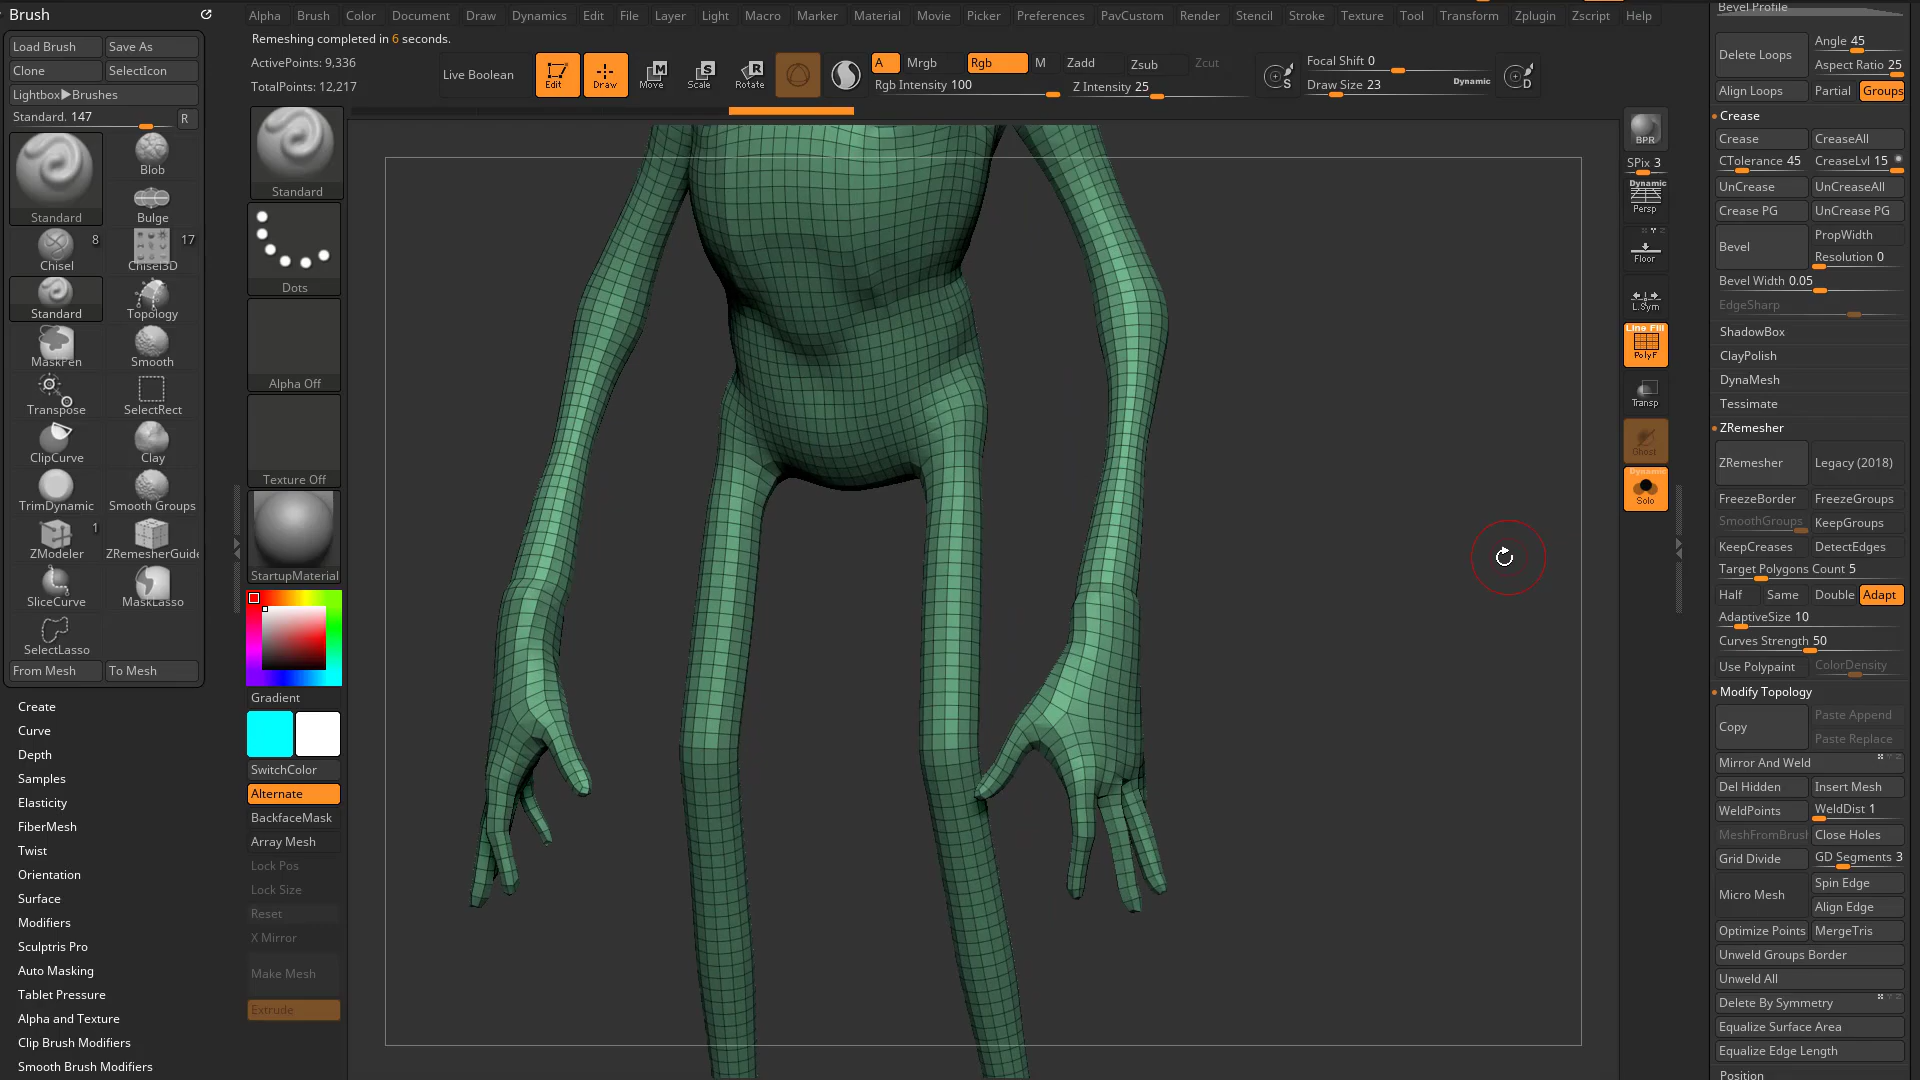 Brush
Load Brush
Save As
Clone
SelectIcon
Lightbox▶Brushes
Standard. 147
R
Standard
Blob
Bulge
Chisel
8
Chisel3D
17
Standard
Topology
MaskPen
Smooth
Transpose
SelectRect
ClipCurve
Clay
TrimDynamic
Smooth Groups
ZModeler
1
ZRemesherGuide
SliceCurve
MaskLasso
SelectLasso
From Mesh
To Mesh
Create
Curve
Depth
Samples
Elasticity
FiberMesh
Twist
Orientation
Surface
Modifiers
Sculptris Pro
Auto Masking
Tablet Pressure
Alpha and Texture
Clip Brush Modifiers
Smooth Brush Modifiers
Alpha Brush Color Document Draw Dynamics Edit File Layer Light Macro Marker Material Movie Picker Preferences PavCustom Render Stencil Stroke Texture Tool Transform Zplugin Zscript Help
Remeshing completed in 6 seconds.
ActivePoints: 9,336
TotalPoints: 12,217
Live Boolean
Edit
Draw
Move
Scale
Rotate
A
Mrgb
Rgb
M
Zadd
Zsub
Zcut
Rgb Intensity 100
Z Intensity 25
S
Focal Shift 0
Draw Size 23
Dynamic
D
Standard
Dots
Alpha Off
Texture Off
StartupMaterial
Gradient
SwitchColor
Alternate
BackfaceMask
Array Mesh
Lock Pos
Lock Size
Reset
X Mirror
Make Mesh
Extrude
BPR
SPix 3
Dynamic
Persp
Floor
L.Sym
Line Fill
PolyF
Transp
Ghost
Dynamic
Solo
Bevel Profile
Delete Loops
Angle 45
Aspect Ratio 25
Align Loops
Partial
Groups
Crease
Crease
CreaseAll
CTolerance 45
CreaseLvl 15
UnCrease
UnCreaseAll
Crease PG
UnCrease PG
Bevel
PropWidth
Resolution 0
Bevel Width 0.05
EdgeSharp
ShadowBox
ClayPolish
DynaMesh
Tessimate
ZRemesher
ZRemesher
Legacy (2018)
FreezeBorder
FreezeGroups
SmoothGroups
KeepGroups
KeepCreases
DetectEdges
Target Polygons Count 5
Half
Same
Double
Adapt
AdaptiveSize 10
Curves Strength 50
Use Polypaint
ColorDensity
Modify Topology
Copy
Paste Append
Paste Replace
Mirror And Weld
Del Hidden
Insert Mesh
WeldPoints
WeldDist 1
MeshFromBrush
Close Holes
Grid Divide
GD Segments 3
Micro Mesh
Spin Edge
Align Edge
Optimize Points
MergeTris
Unweld Groups Border
Unweld All
Delete By Symmetry
Equalize Surface Area
Equalize Edge Length
Position